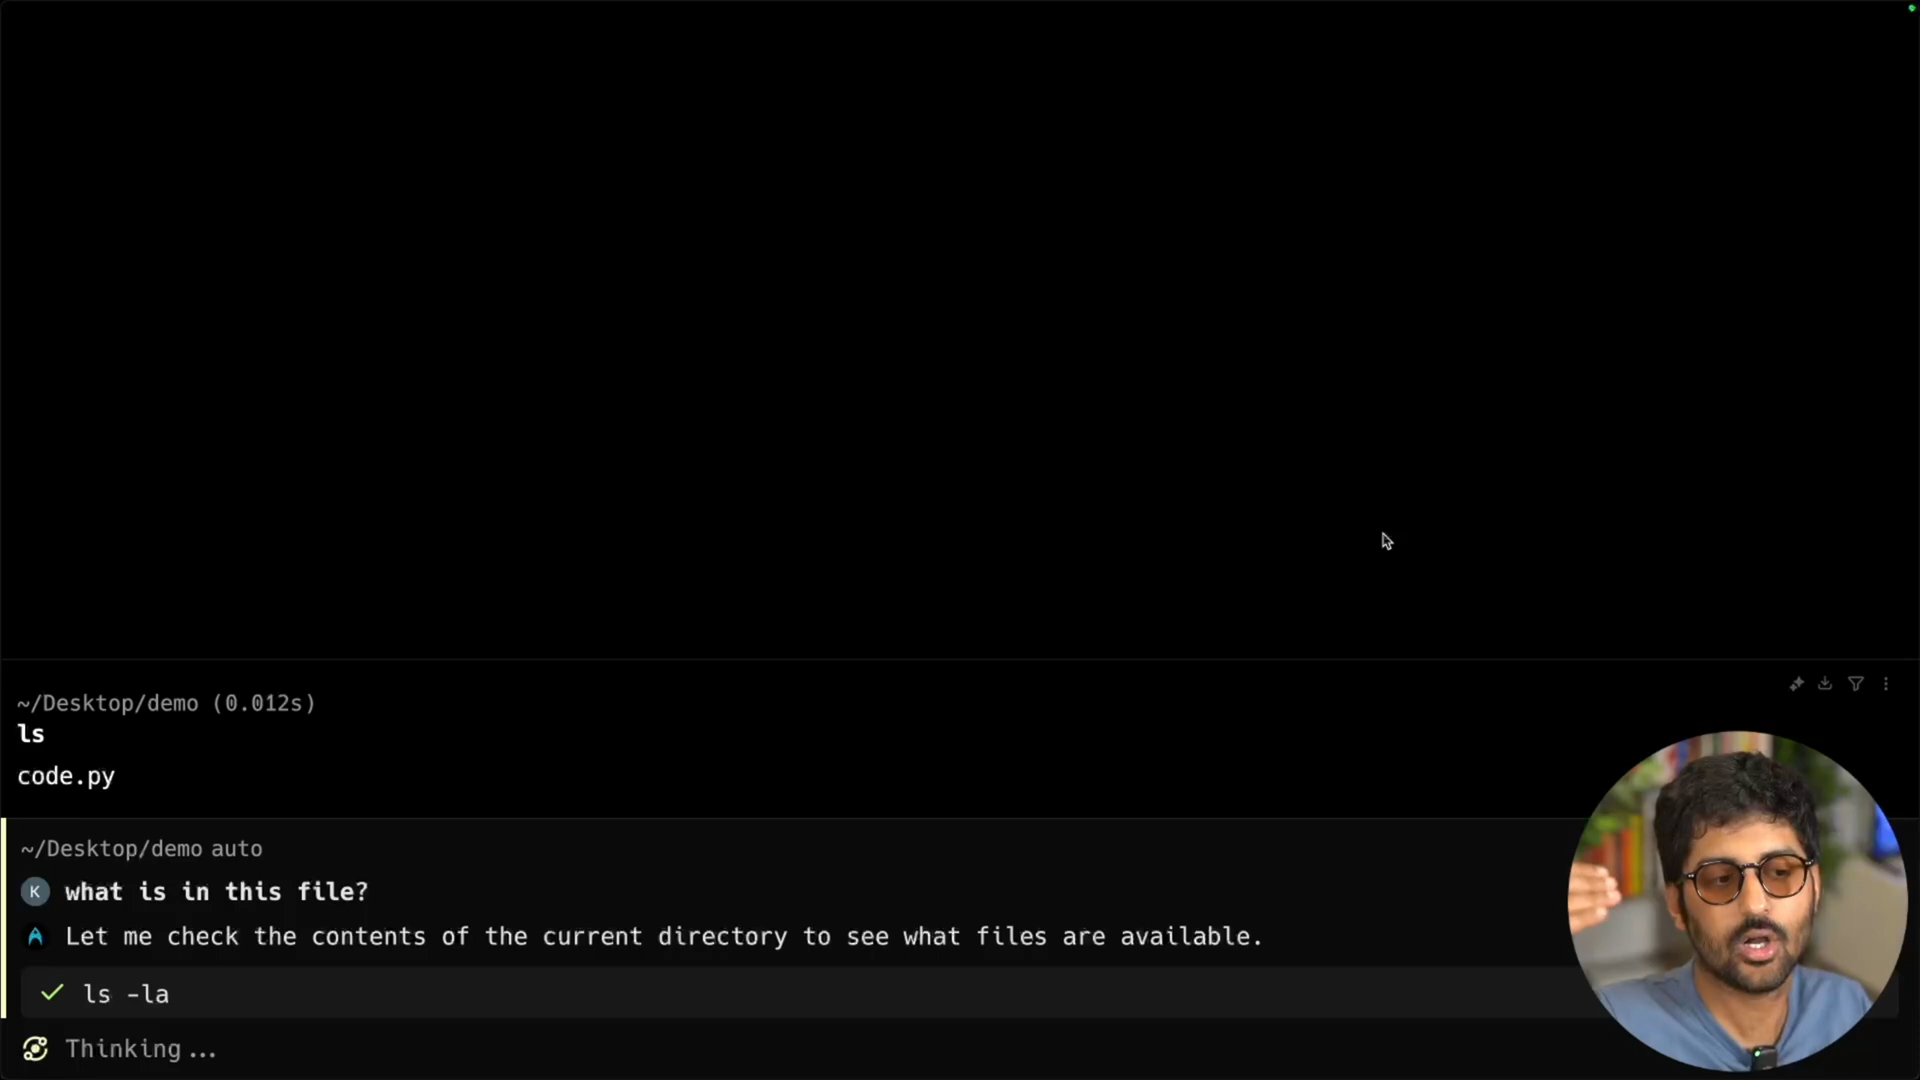 ~/Desktop/demo (0.012s)
ls
code.py
~/Desktop/demo auto
K what is in this file?
Let me check the contents of the current directory to see what files are available.
ls -la
Thinking...